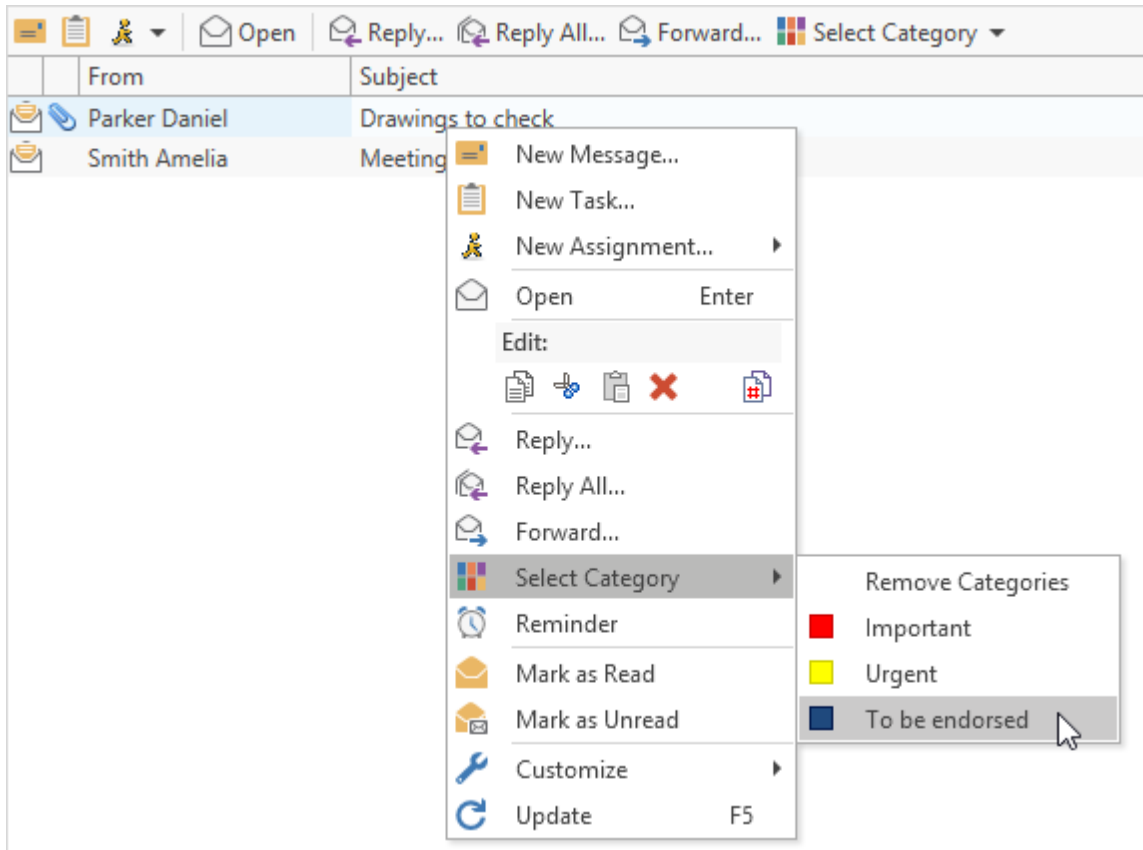 Open Reply... Reply All... Forward... Select Category
From Subject
Parker Daniel Drawings to check
Smith Amelia Meeting
New Message...
New Task...
New Assignment...
Open Enter
Edit:
Reply...
Reply All...
Forward...
Select Category
Remove Categories
Important
Urgent
To be endorsed
Reminder
Mark as Read
Mark as Unread
Customize
Update F5